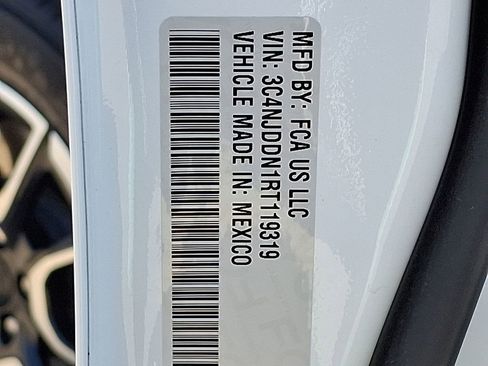 MFD BY: FCA US LLC
VIN: 3C4NJDDN1RT119319
VEHICLE MADE IN: MEXICO